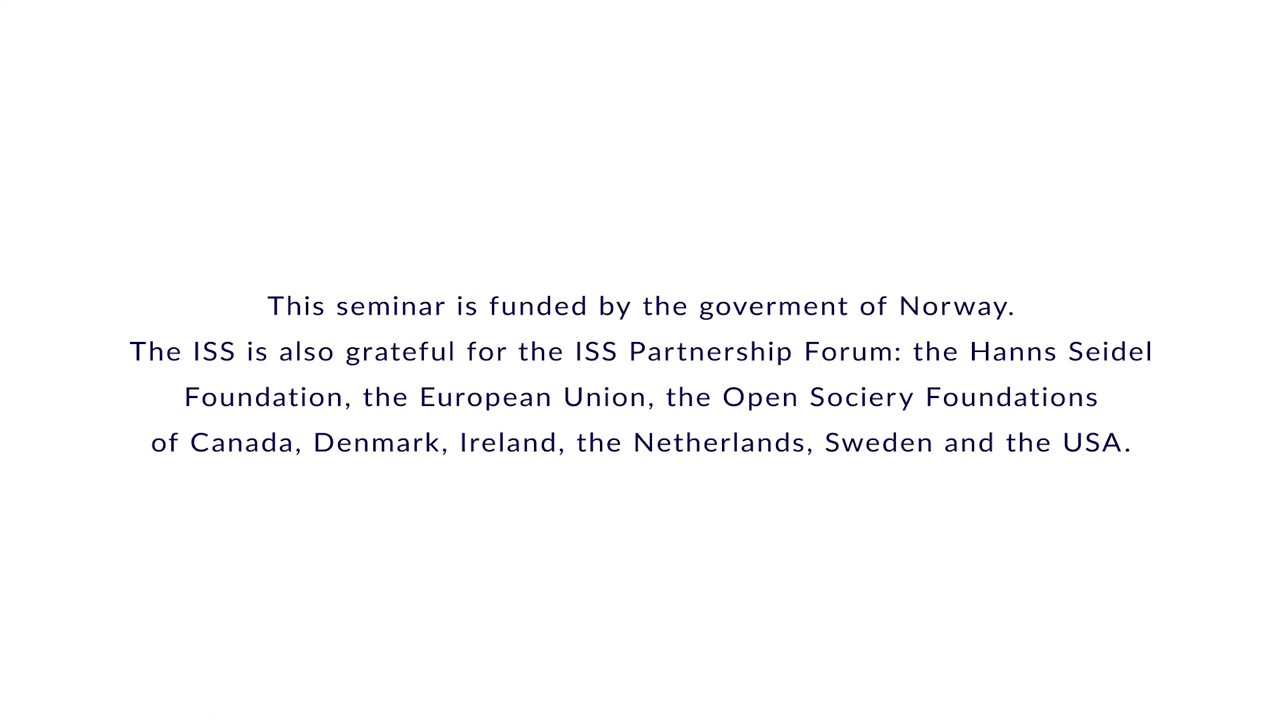 This seminar is funded by the goverment of Norway.
The ISS is also grateful for the ISS Partnership Forum: the Hanns Seidel
Foundation, the European Union, the Open Sociery Foundations
of Canada, Denmark, Ireland, the Netherlands, Sweden and the USA.